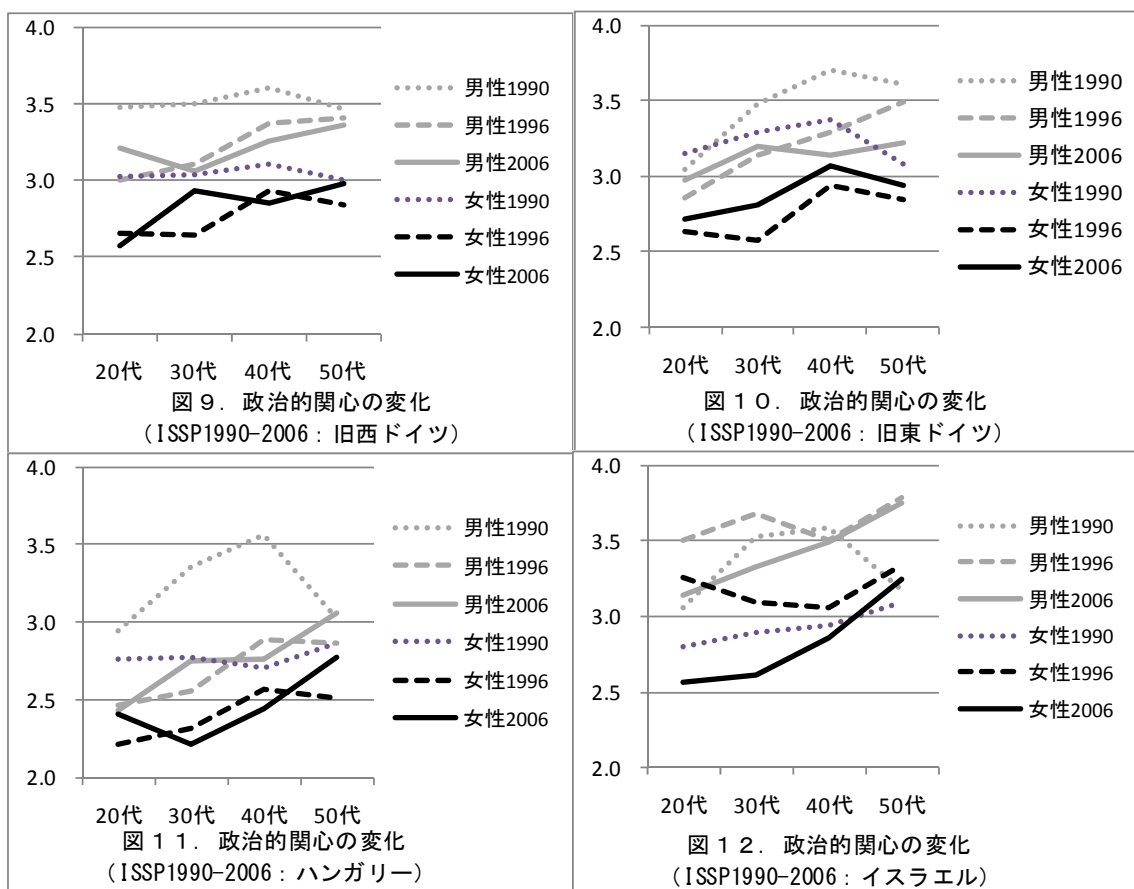 4.0
3.5
3.0
2.5
2.0
20代 30代 40代 50代
男性1990
男性1996
男性2006
女性1990
女性1996
女性2006
図９．政治的関心の変化
（ISSP1990-2006：旧西ドイツ）
4.0
3.5
3.0
2.5
2.0
20代 30代 40代 50代
男性1990
男性1996
男性2006
女性1990
女性1996
女性2006
図１０．政治的関心の変化
（ISSP1990-2006：旧東ドイツ）
4.0
3.5
3.0
2.5
2.0
20代 30代 40代 50代
男性1990
男性1996
男性2006
女性1990
女性1996
女性2006
図１１．政治的関心の変化
（ISSP1990-2006：ハンガリー）
4.0
3.5
3.0
2.5
2.0
20代 30代 40代 50代
男性1990
男性1996
男性2006
女性1990
女性1996
女性2006
図１２．政治的関心の変化
（ISSP1990-2006：イスラエル）